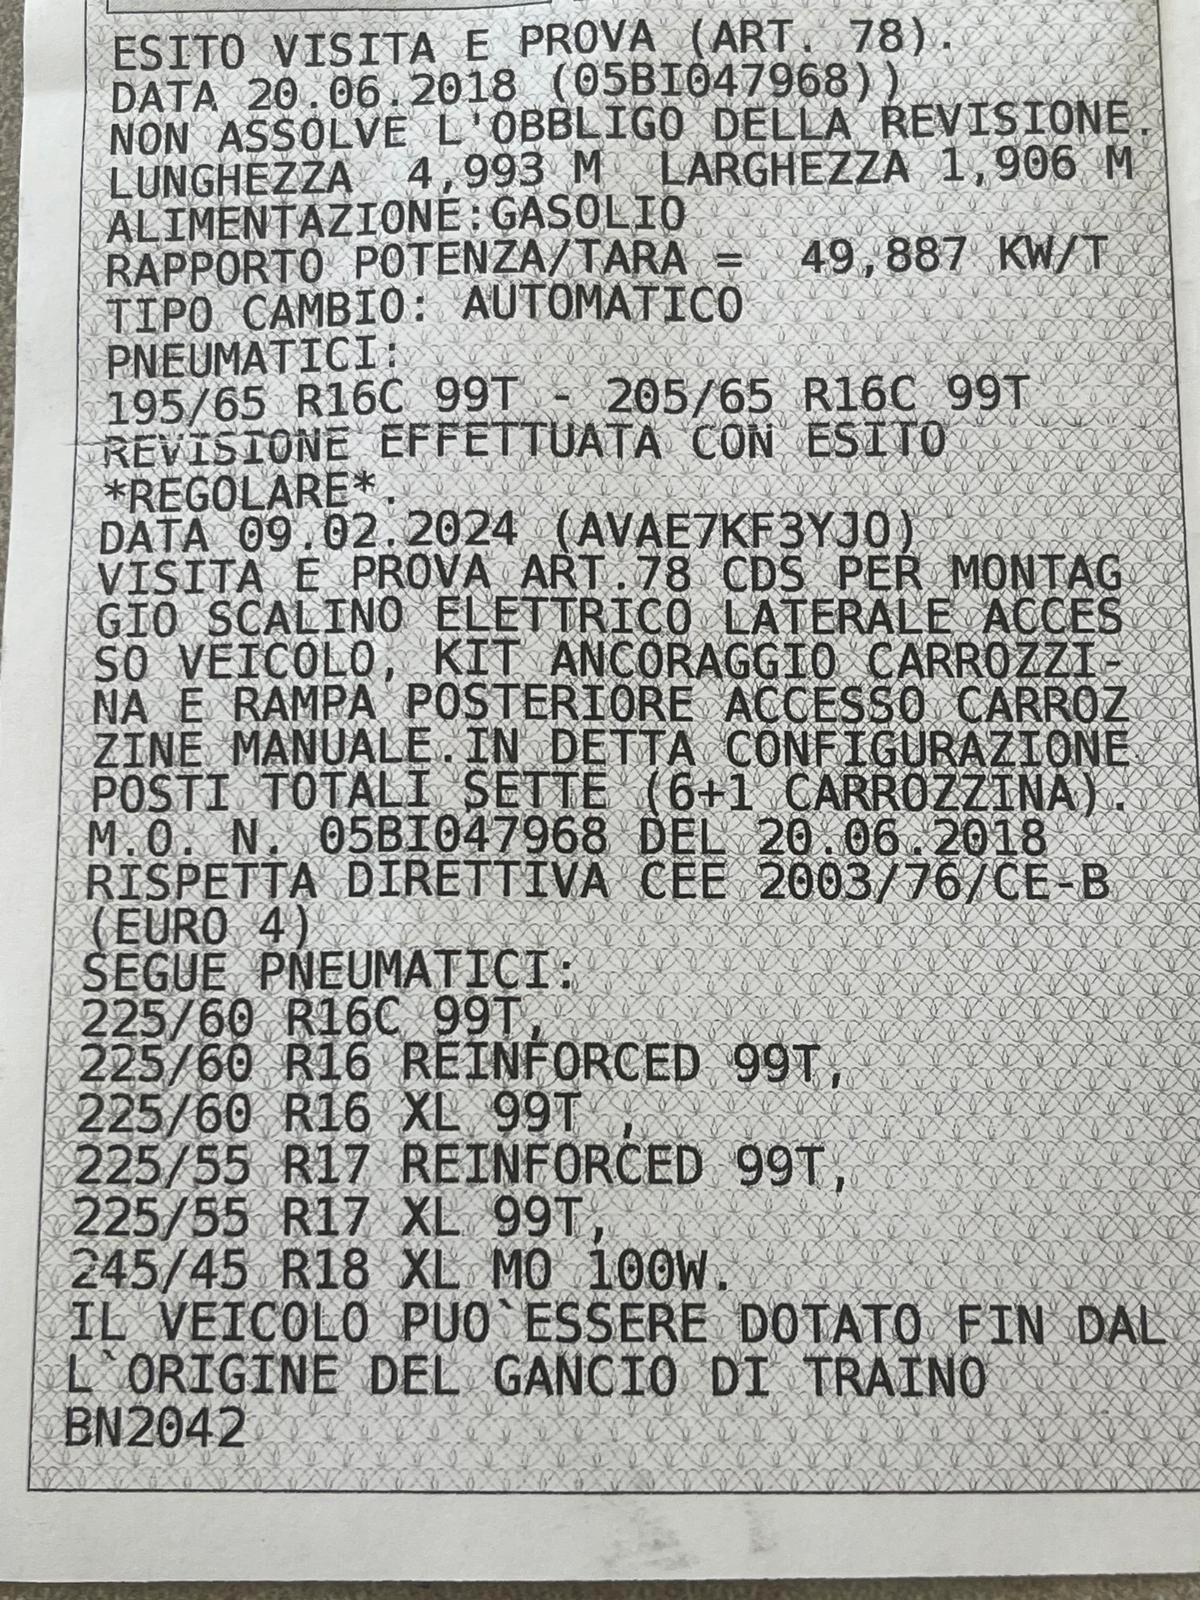 ESITO VISITA E PROVA (ART. 78).
DATA 20.06.2018 (05BI047968))
NON ASSOLVE L'OBBLIGO DELLA REVISIONE.
LUNGHEZZA 4,993 M LARGHEZZA 1,906 M
ALIMENTAZIONE:GASOLIO
RAPPORTO POTENZA/TARA = 49,887 KW/T
TIPO CAMBIO: AUTOMATICO
PNEUMATICI:
195/65 R16C 99T - 205/65 R16C 99T
REVISIONE EFFETTUATA CON ESITO
*REGOLARE*.
DATA 09.02.2024 (AVAE7KF3YJO)
VISITA E PROVA ART.78 CDS PER MONTAG
GIO SCALINO ELETTRICO LATERALE ACCES
SO VEICOLO, KIT ANCORAGGIO CARROZZI-
NA E RAMPA POSTERIORE ACCESSO CARROZ
ZINE MANUALE.IN DETTA CONFIGURAZIONE
POSTI TOTALI SETTE (6+1 CARROZZINA).
M.O. N. 05BI047968 DEL 20.06.2018
RISPETTA DIRETTIVA CEE 2003/76/CE-B
(EURO 4)
SEGUE PNEUMATICI:
225/60 R16C 99T,
225/60 R16 REINFORCED 99T,
225/60 R16 XL 99T ,
225/55 R17 REINFORCED 99T,
225/55 R17 XL 99T,
245/45 R18 XL MO 100W.
IL VEICOLO PUO`ESSERE DOTATO FIN DAL
L`ORIGINE DEL GANCIO DI TRAINO
BN2042